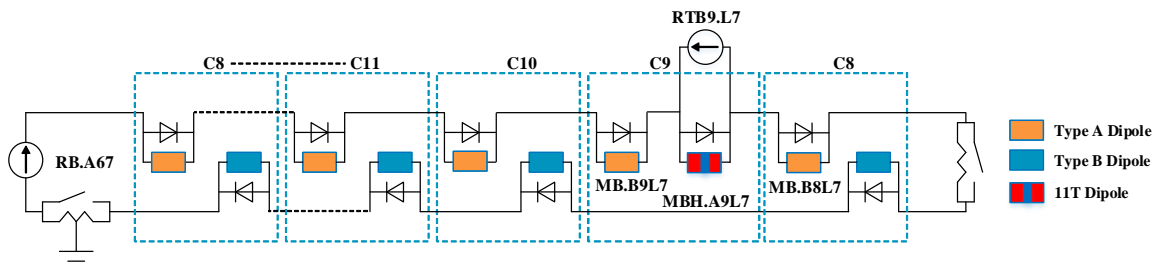 RTB9.L7
C8
C11
C10
C9
C8
RB.A67
MB.B9L7
MBH.A9L7
MB.B8L7
Type A Dipole
Type B Dipole
11T Dipole